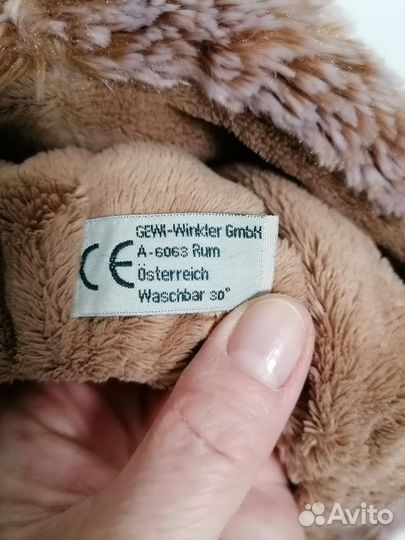 CE
GEWI-Winkler GmbH
A-6063 Rum
Österreich
Waschbar 30°
Avito